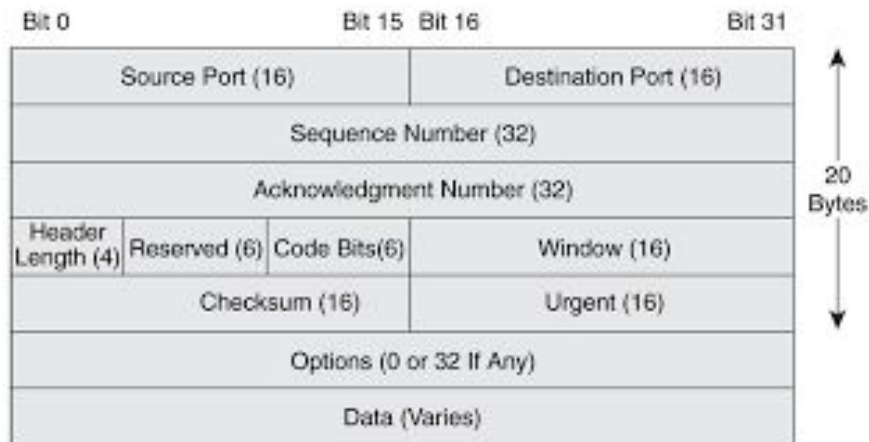 Bit 0 Bit 15 Bit 16 Bit 31
Source Port (16) Destination Port (16)
Sequence Number (32)
Acknowledgment Number (32)
20
Bytes
Header
Length (4) Reserved (6) Code Bits(6) Window (16)
Checksum (16) Urgent (16)
Options (0 or 32 If Any)
Data (Varies)